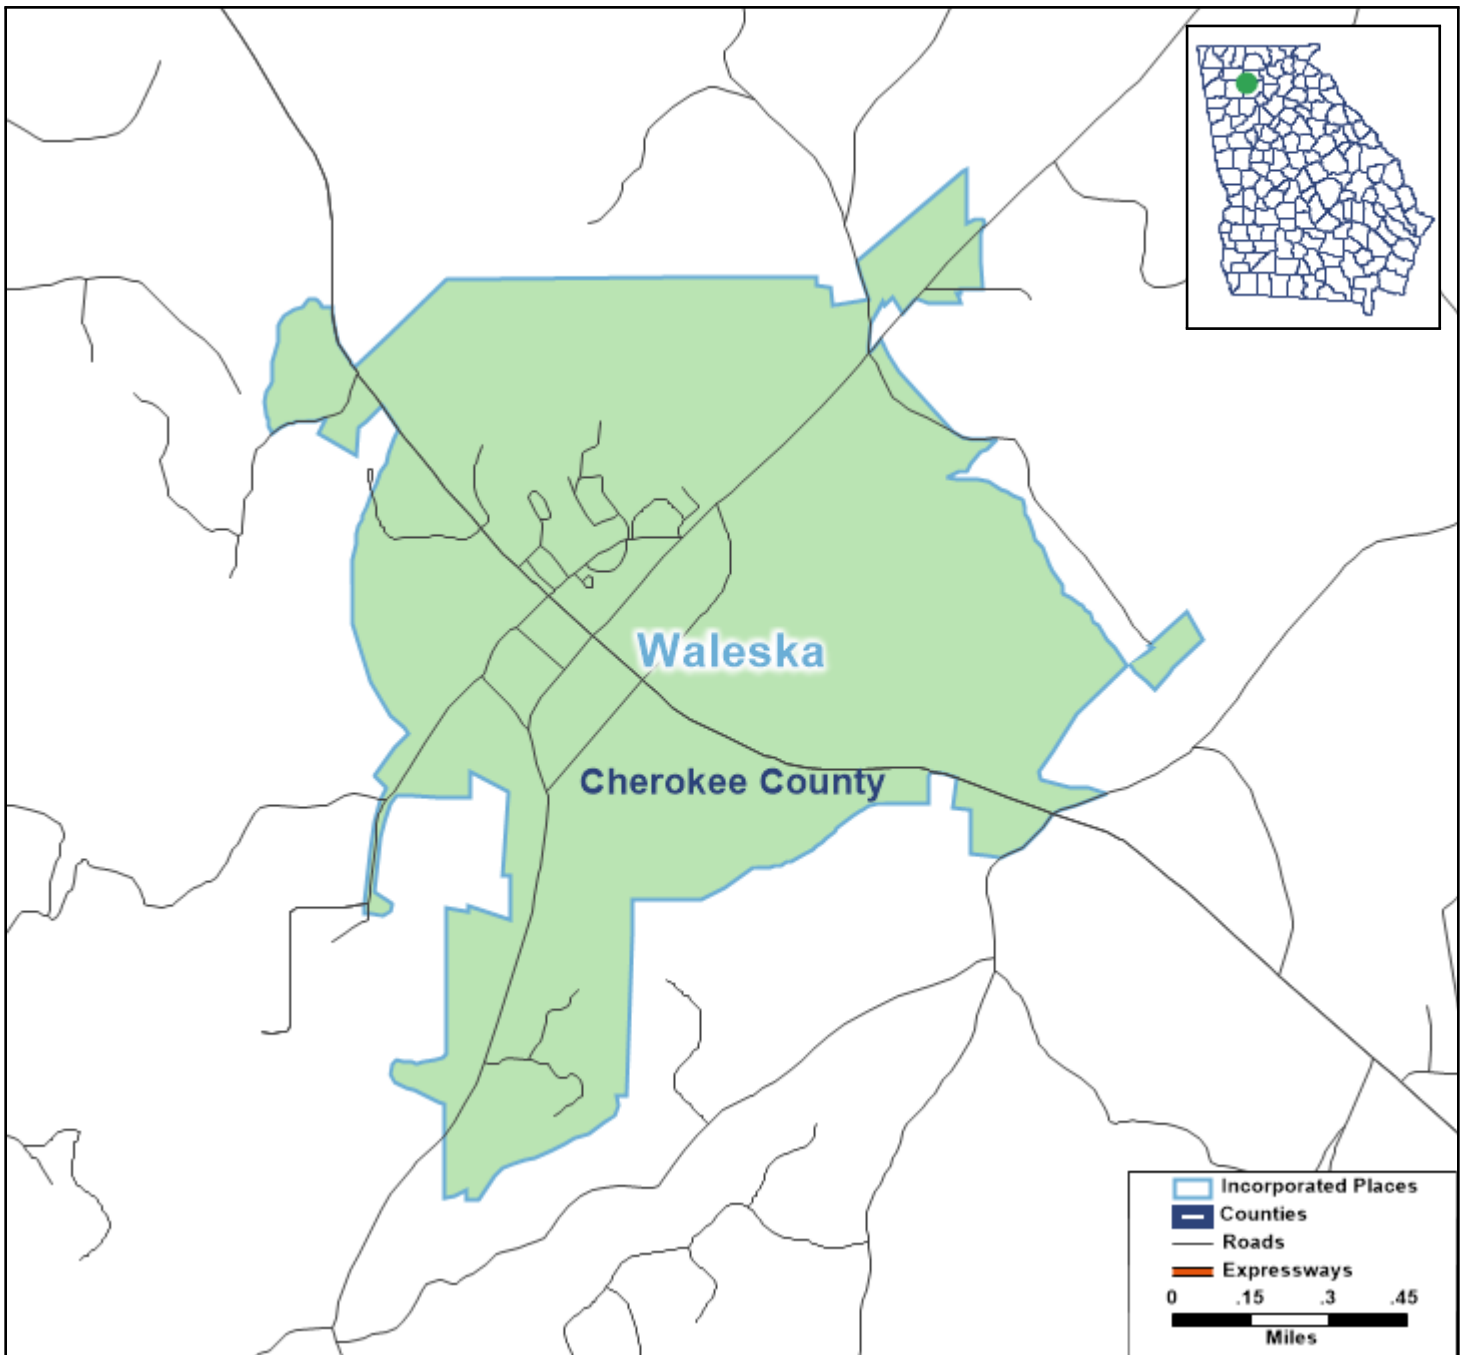 Waleska
Cherokee County
Incorporated Places
Counties
Roads
Expressways
0 .15 .3 .45
Miles